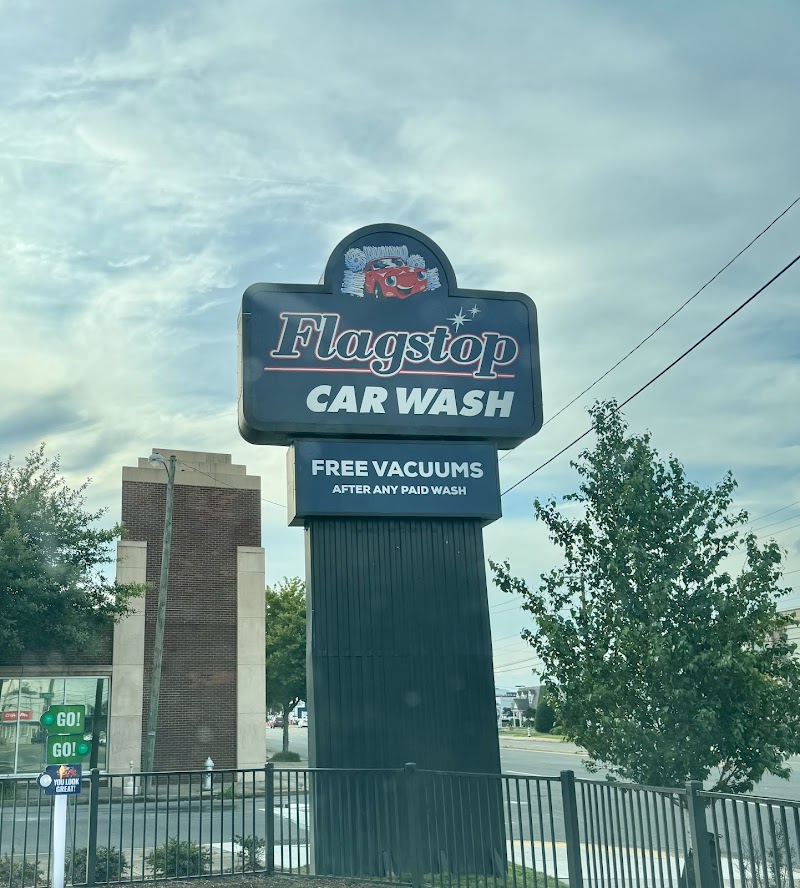 Flagstop
CAR WASH
FREE VACUUMS
AFTER ANY PAID WASH
GO!
GO!
YOU LOOK
GREAT!